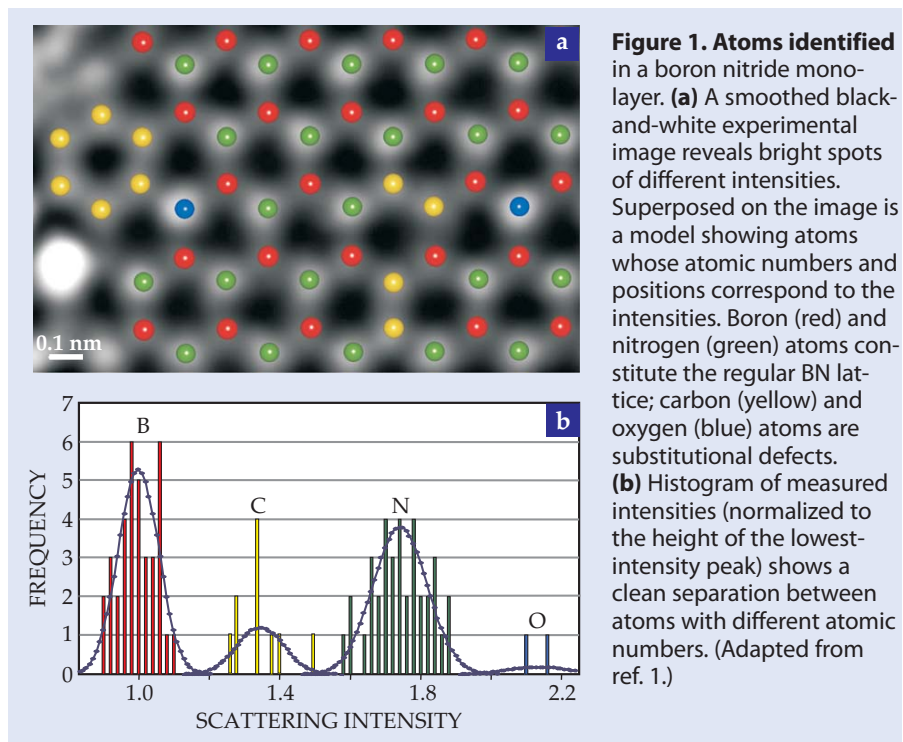 a
0.1 nm
b
7
6
5
4
3
2
1
0
FREQUENCY
B
C
N
O
1.0
1.4
1.8
2.2
SCATTERING INTENSITY
Figure 1. Atoms identified
in a boron nitride mono-
layer. (a) A smoothed black-
and-white experimental
image reveals bright spots
of different intensities.
Superposed on the image is
a model showing atoms
whose atomic numbers and
positions correspond to the
intensities. Boron (red) and
nitrogen (green) atoms con-
stitute the regular BN lat-
tice; carbon (yellow) and
oxygen (blue) atoms are
substitutional defects.
(b) Histogram of measured
intensities (normalized to
the height of the lowest-
intensity peak) shows a
clean separation between
atoms with different atomic
numbers. (Adapted from
ref. 1.)